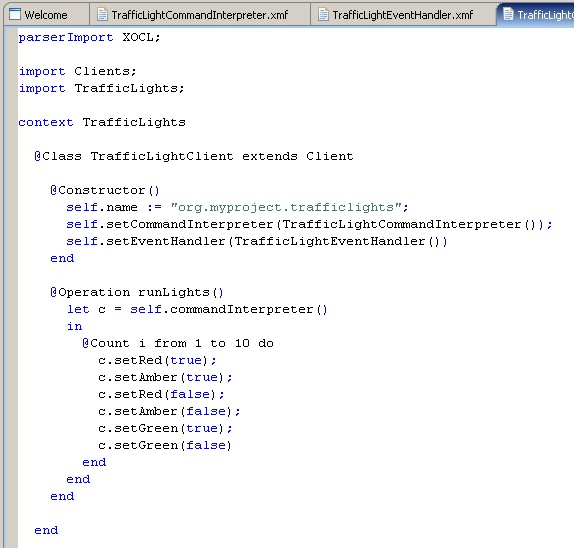 Welcome
TrafficLightCommandInterpreter.xmf
TrafficLightEventHandler.xmf
parserImport XOCL;
import Clients;
import TrafficLights;
context TrafficLights
@Class TrafficLightClient extends Client
@Constructor()
self.name := "org.myproject.trafficlights";
self.setCommandInterpreter(TrafficLightCommandInterpreter());
self.setEventHandler(TrafficLightEventHandler())
end
@Operation runLights()
let c = self.commandInterpreter()
in
@Count i from 1 to 10 do
c.setRed(true);
c.setAmber(true);
c.setRed(false);
c.setAmber(false);
c.setGreen(true);
c.setGreen(false)
end
end
end
end